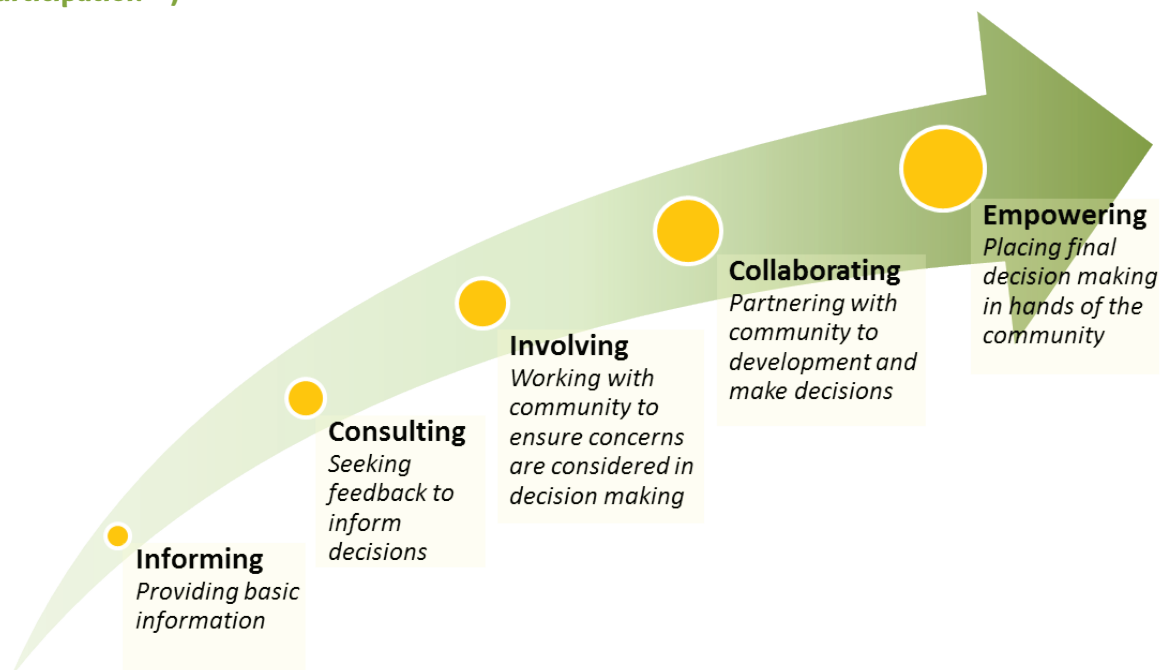 Informing
Providing basic
information
Consulting
Seeking
feedback to
inform
decisions
Involving
Working with
community to
ensure concerns
are considered in
decision making
Collaborating
Partnering with
community to
development and
make decisions
Empowering
Placing final
decision making
in hands of the
community